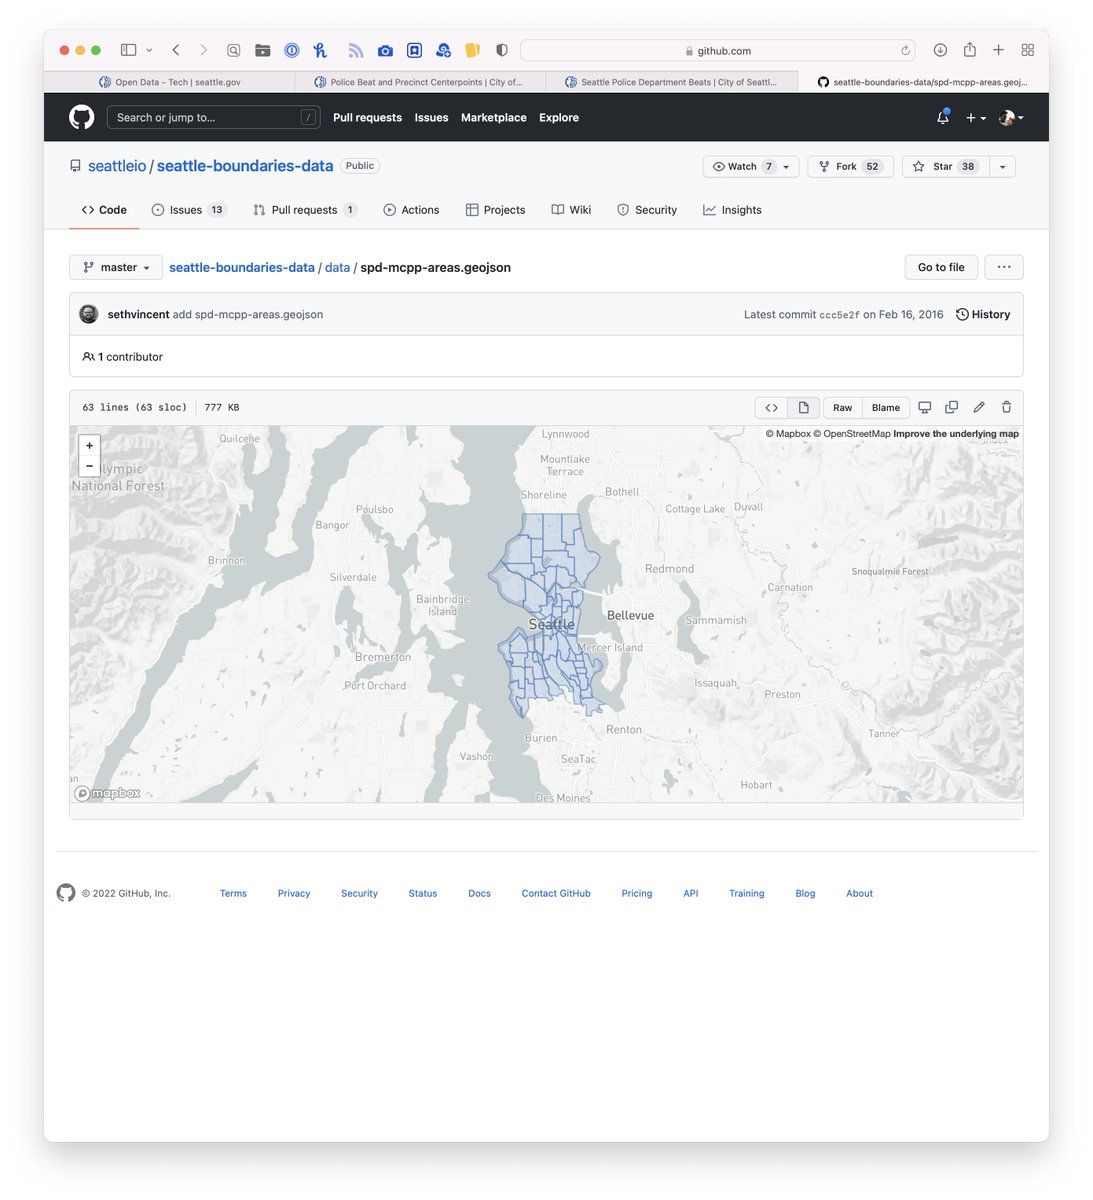 github.com
Open Data - Tech | seattle.gov
Police Beat and Precinct Centerpoints | City of...
Seattle Police Department Beats | City of Seattl...
seattle-boundaries-data/spd-mcpp-areas.geoj...
Search or jump to...
/
Pull requests
Issues
Marketplace
Explore
seattleio / seattle-boundaries-data
Public
Watch 7
Fork 52
Star 38
Code
Issues 13
Pull requests 1
Actions
Projects
Wiki
Security
Insights
master
seattle-boundaries-data / data / spd-mcpp-areas.geojson
Go to file
...
sethvincent add spd-mcpp-areas.geojson
Latest commit ccc5e2f on Feb 16, 2016
History
1 contributor
63 lines (63 sloc)
777 KB
<>
Raw
Blame
+
−
© Mapbox © OpenStreetMap Improve the underlying map
Quilcene
Lynnwood
Mountlake
Terrace
Olympic
National Forest
Shoreline
Bothell
Poulsbo
Cottage Lake
Duvall
Bangor
Brinnon
Silverdale
Redmond
Snoqualmie Forest
Carnation
Bainbridge
Island
Bellevue
Seattle
Sammamish
Mercer Island
Bremerton
Port Orchard
Issaquah
Preston
Renton
Tanner
Burien
Vashon
SeaTac
Hobart
Des Moines
mapbox
© 2022 GitHub, Inc.
Terms
Privacy
Security
Status
Docs
Contact GitHub
Pricing
API
Training
Blog
About